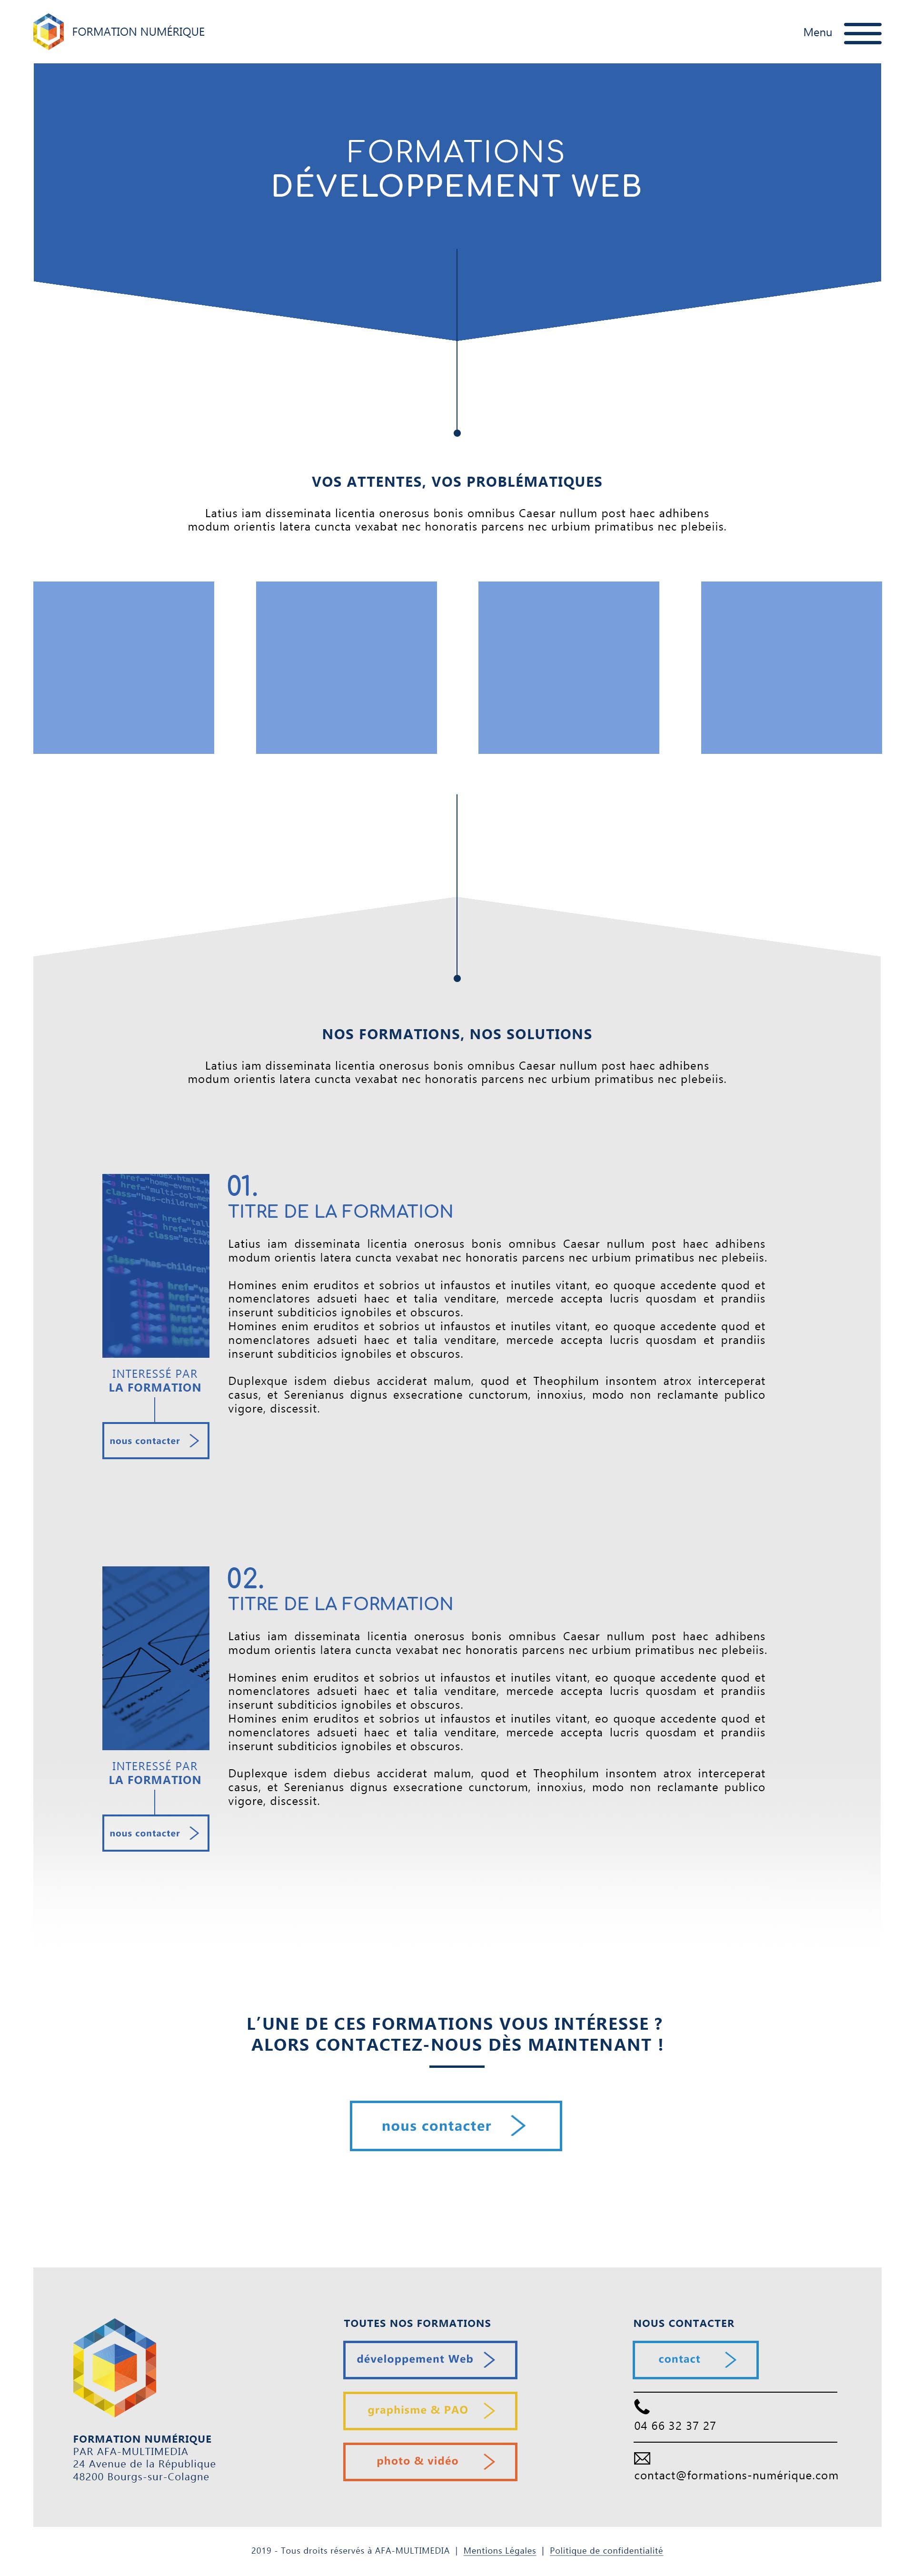 FORMATION NUMÉRIQUE
Menu
FORMATIONS
DÉVELOPPEMENT WEB
VOS ATTENTES, VOS PROBLÉMATIQUES
Latius iam disseminata licentia onerosus bonis omnibus Caesar nullum post haec adhibens
modum orientis latera cuncta vexabat nec honoratis parcens nec urbium primatibus nec plebeiis.
NOS FORMATIONS, NOS SOLUTIONS
Latius iam disseminata licentia onerosus bonis omnibus Caesar nullum post haec adhibens
modum orientis latera cuncta vexabat nec honoratis parcens nec urbium primatibus nec plebeiis.
INTERESSÉ PAR
LA FORMATION
nous contacter
01.
TITRE DE LA FORMATION
Latius iam disseminata licentia onerosus bonis omnibus Caesar nullum post haec adhibens
modum orientis latera cuncta vexabat nec honoratis parcens nec urbium primatibus nec plebeiis.
Homines enim eruditos et sobrios ut infaustos et inutiles vitant, eo quoque accedente quod et
nomenclatores adsueti haec et talia venditare, mercede accepta lucris quosdam et prandiis
inserunt subditicios ignobiles et obscuros.
Homines enim eruditos et sobrios ut infaustos et inutiles vitant, eo quoque accedente quod et
nomenclatores adsueti haec et talia venditare, mercede accepta lucris quosdam et prandiis
inserunt subditicios ignobiles et obscuros.
Duplexque isdem diebus acciderat malum, quod et Theophilum insontem atrox interceperat
casus, et Serenianus dignus exsecratione cunctorum, innoxius, modo non reclamante publico
vigore, discessit.
INTERESSÉ PAR
LA FORMATION
nous contacter
02.
TITRE DE LA FORMATION
Latius iam disseminata licentia onerosus bonis omnibus Caesar nullum post haec adhibens
modum orientis latera cuncta vexabat nec honoratis parcens nec urbium primatibus nec plebeiis.
Homines enim eruditos et sobrios ut infaustos et inutiles vitant, eo quoque accedente quod et
nomenclatores adsueti haec et talia venditare, mercede accepta lucris quosdam et prandiis
inserunt subditicios ignobiles et obscuros.
Homines enim eruditos et sobrios ut infaustos et inutiles vitant, eo quoque accedente quod et
nomenclatores adsueti haec et talia venditare, mercede accepta lucris quosdam et prandiis
inserunt subditicios ignobiles et obscuros.
Duplexque isdem diebus acciderat malum, quod et Theophilum insontem atrox interceperat
casus, et Serenianus dignus exsecratione cunctorum, innoxius, modo non reclamante publico
vigore, discessit.
L'UNE DE CES FORMATIONS VOUS INTÉRESSE ?
ALORS CONTACTEZ-NOUS DÈS MAINTENANT !
nous contacter
FORMATION NUMÉRIQUE
PAR AFA-MULTIMEDIA
24 Avenue de la République
48200 Bourgs-sur-Colagne
TOUTES NOS FORMATIONS
développement Web
graphisme & PAO
photo & vidéo
NOUS CONTACTER
contact
04 66 32 37 27
contact@formations-numérique.com
2019 - Tous droits réservés à AFA-MULTIMEDIA | Mentions Légales | Politique de confidentialité